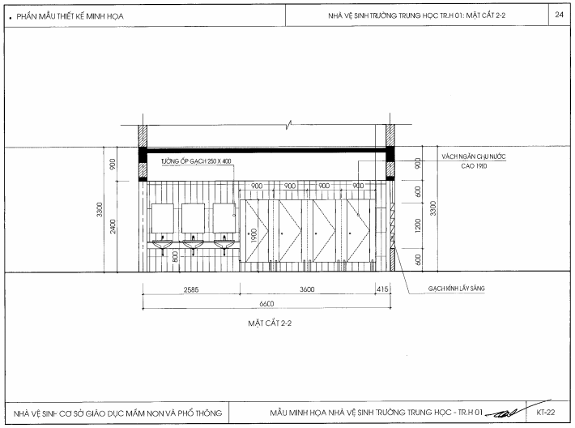 PHẦN MẪU THIẾT KẾ MINH HỌA
NHÀ VỆ SINH TRƯỜNG TRUNG HỌC TR.H 01: MẶT CẮT 2-2
24
TƯỜNG ỐP GẠCH 250 X 400
VÁCH NGĂN CHỊU NƯỚC
CAO 1910
900
900
900
900
900
900
600
3300
2400
1900
1200
3300
800
600
GẠCH KÍNH LẤY SÁNG
2585
3600
415
6600
MẶT CẮT 2-2
NHÀ VỆ SINH CƠ SỞ GIÁO DỤC MẦM NON VÀ PHỔ THÔNG
MẪU MINH HỌA NHÀ VỆ SINH TRƯỜNG TRUNG HỌC - TR.H 01
KT-22